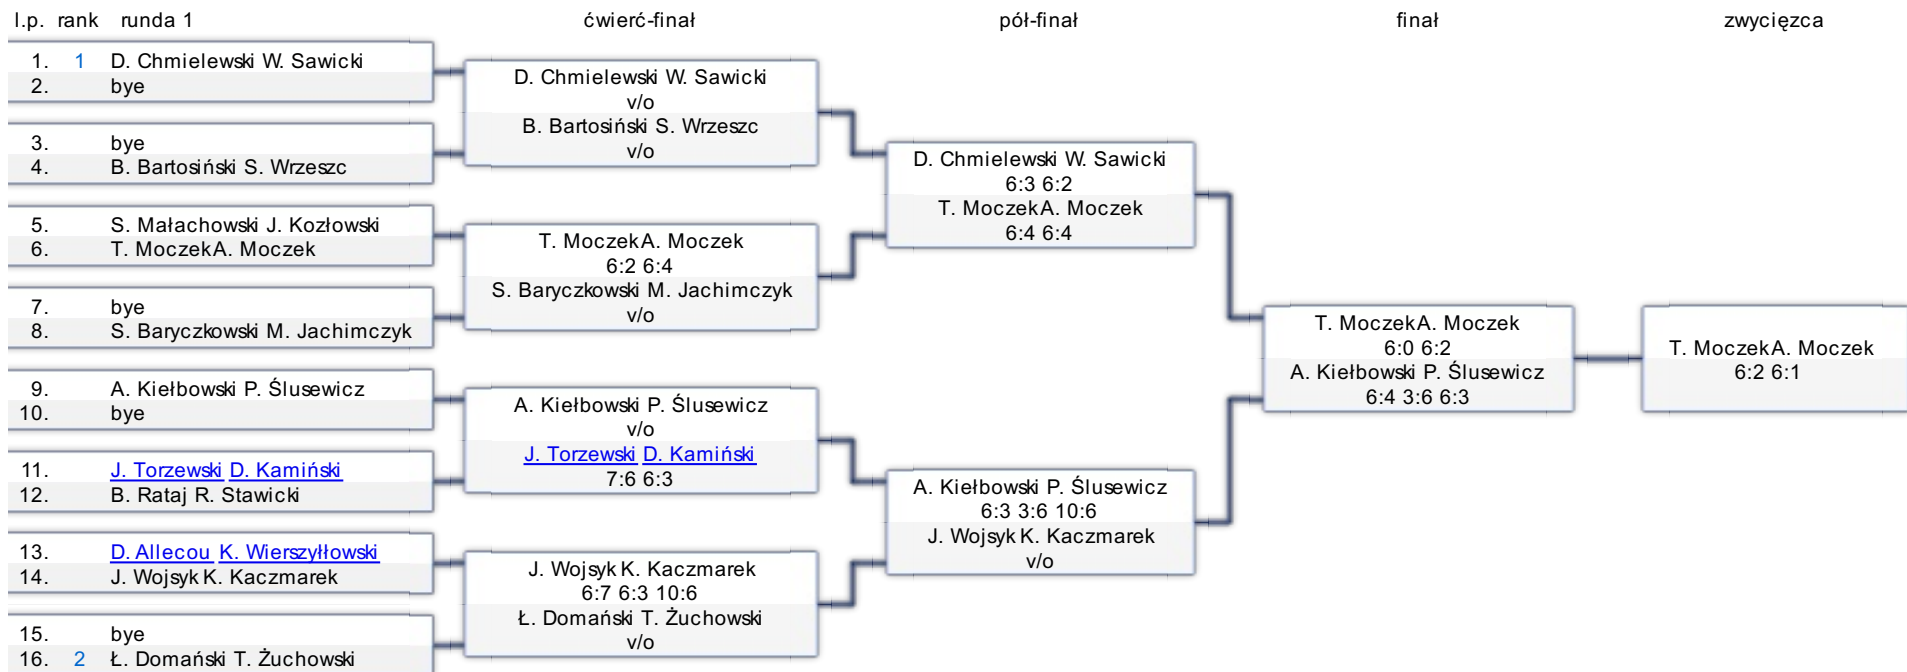 l.p. rank runda 1 ćwierć-finał pół-finał finał zwycięzca
1. 1 D. Chmielewski W. Sawicki
2. bye
3. bye
4. B. Bartosiński S. Wrzeszc
5. S. Małachowski J. Kozłowski
6. T. MoczekA. Moczek
7. bye
8. S. Baryczkowski M. Jachimczyk
9. A. Kiełbowski P. Ślusewicz
10. bye
11. J. Torzewski D. Kamiński
12. B. Rataj R. Stawicki
13. D. Allecou K. Wierszyłłowski
14. J. Wojsyk K. Kaczmarek
15. bye
16. 2 Ł. Domański T. Żuchowski
D. Chmielewski W. Sawicki
v/o
B. Bartosiński S. Wrzeszc
v/o
T. MoczekA. Moczek
6:2 6:4
S. Baryczkowski M. Jachimczyk
v/o
A. Kiełbowski P. Ślusewicz
v/o
J. Torzewski D. Kamiński
7:6 6:3
J. Wojsyk K. Kaczmarek
6:7 6:3 10:6
Ł. Domański T. Żuchowski
v/o
D. Chmielewski W. Sawicki
6:3 6:2
T. MoczekA. Moczek
6:4 6:4
A. Kiełbowski P. Ślusewicz
6:3 3:6 10:6
J. Wojsyk K. Kaczmarek
v/o
T. MoczekA. Moczek
6:0 6:2
A. Kiełbowski P. Ślusewicz
6:4 3:6 6:3
T. MoczekA. Moczek
6:2 6:1